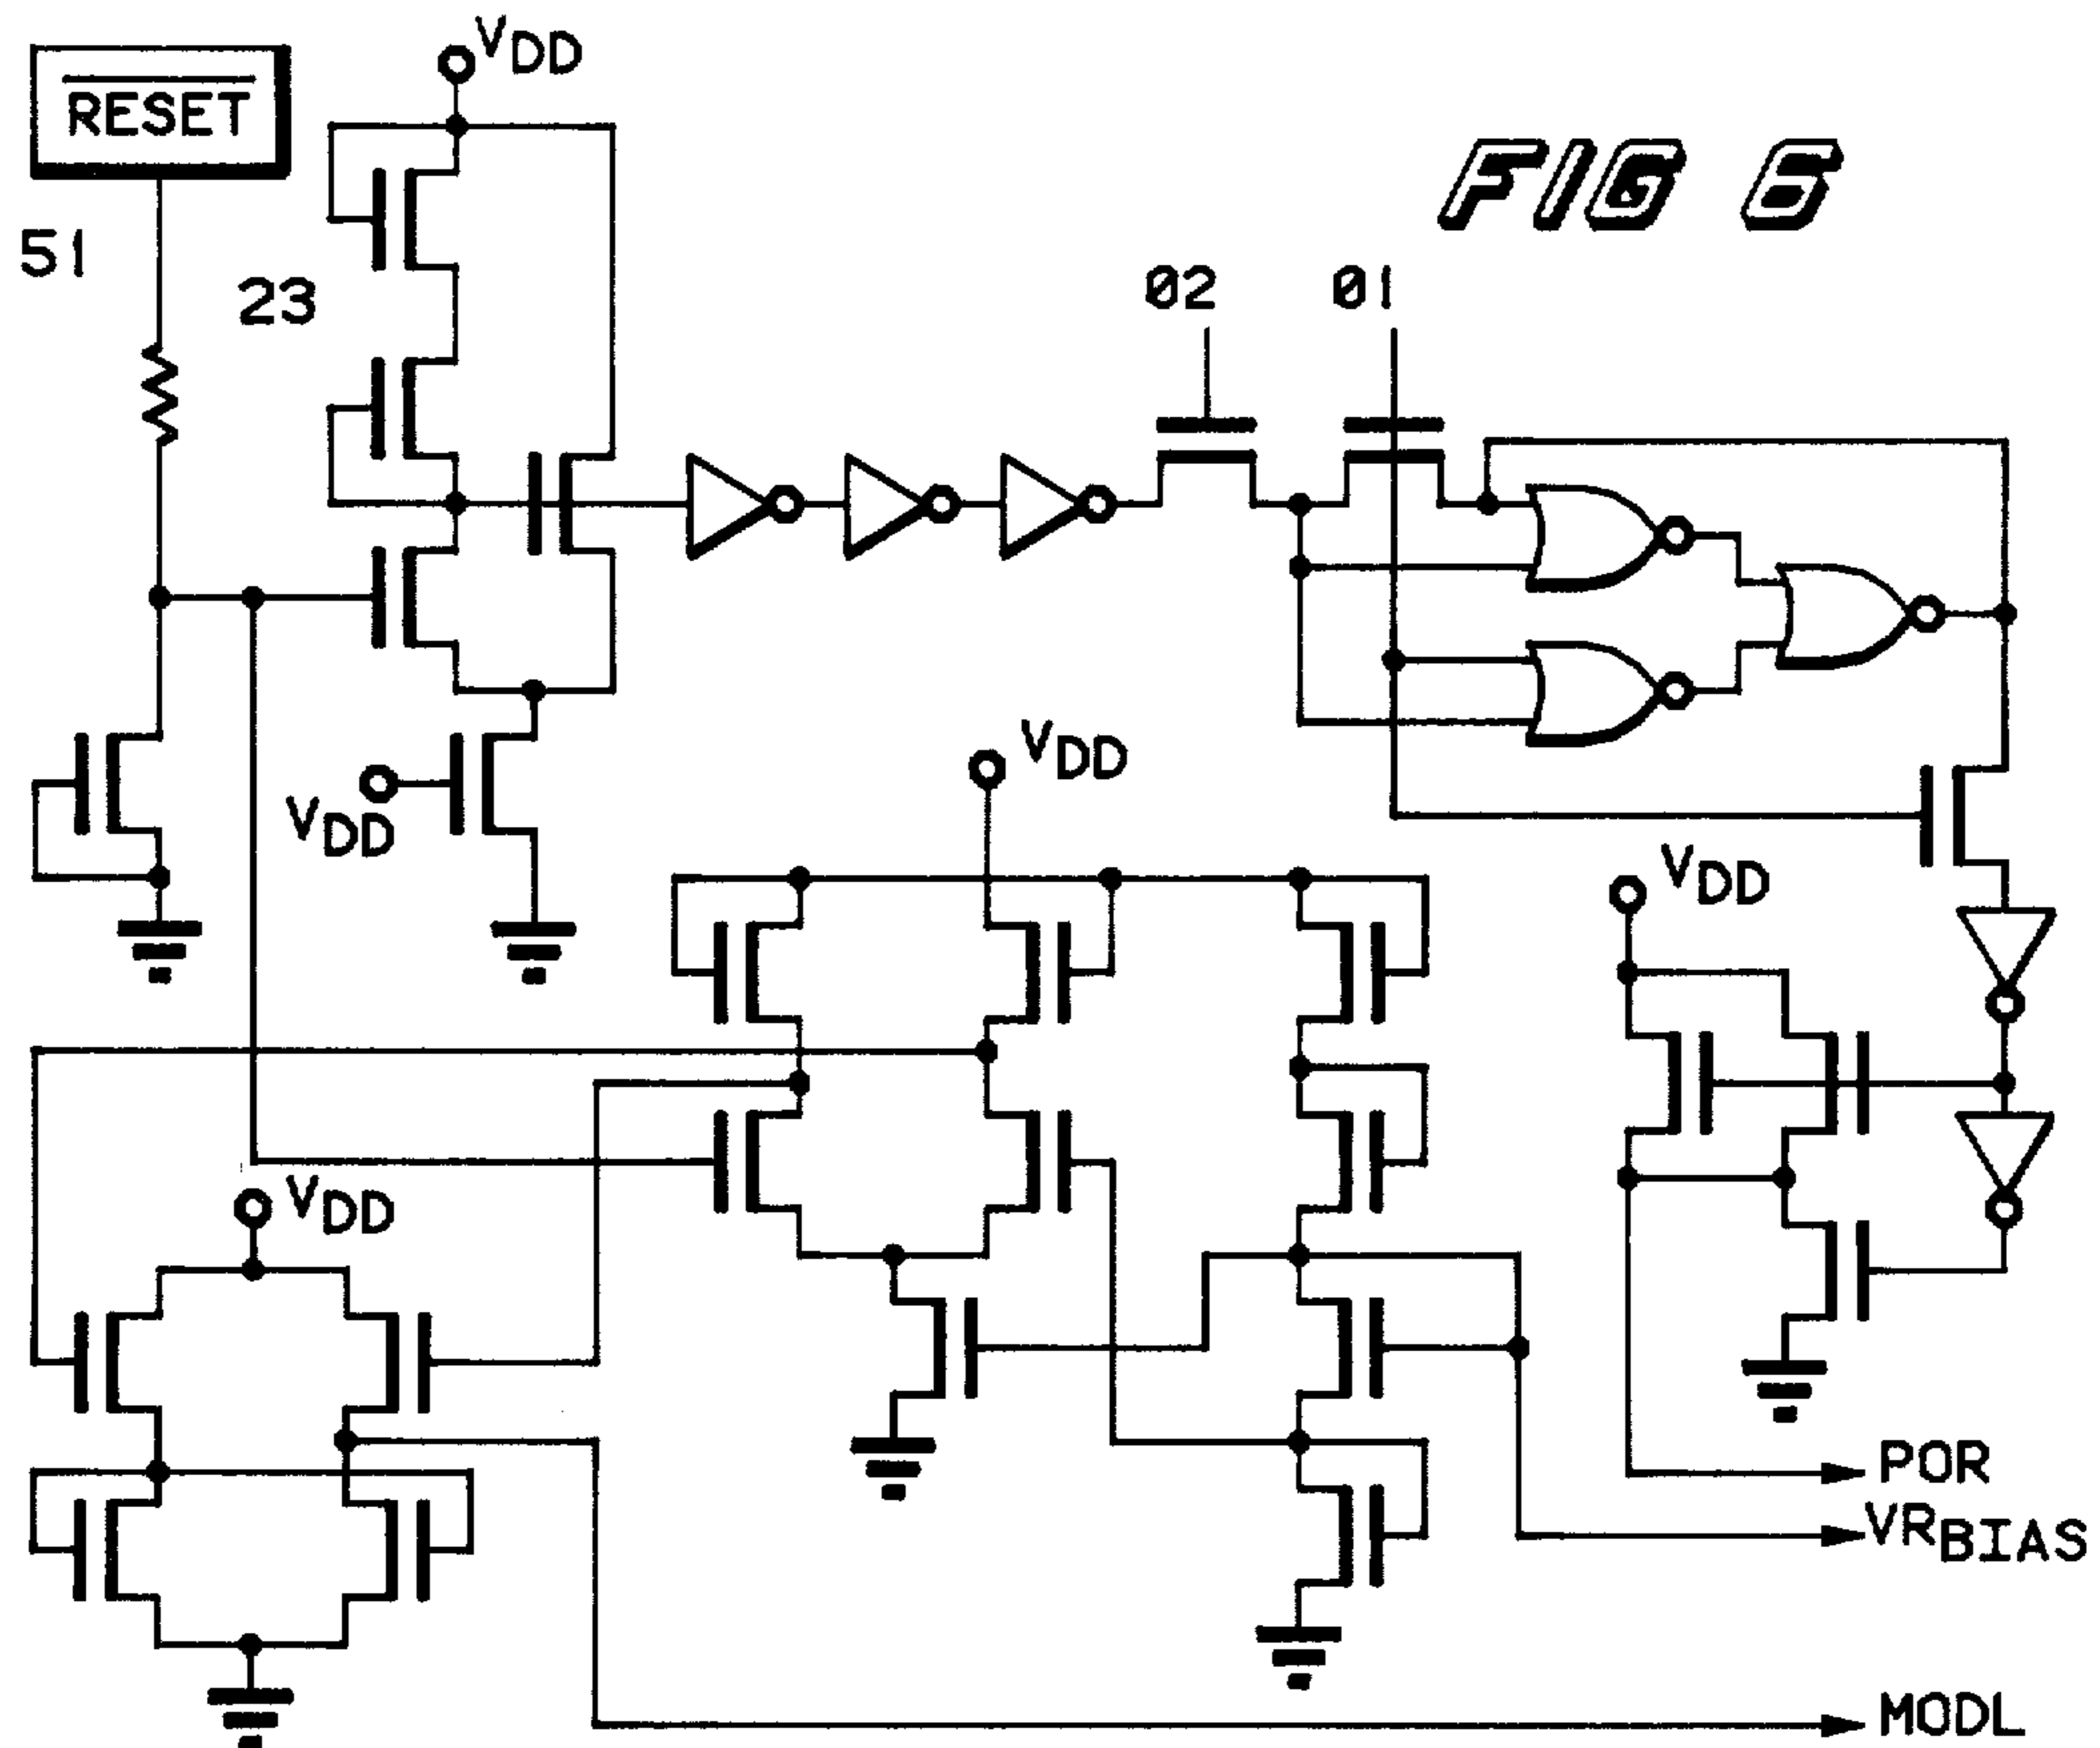 VDD
RESET
FIG 6
51
23
02
01
VDD
VDD
VDD
VDD
POR
VRBIAS
MODL